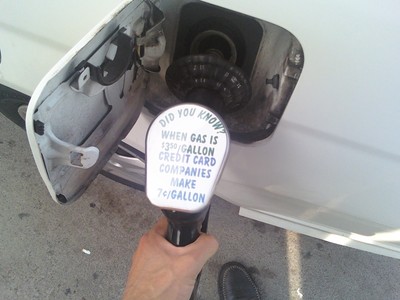 DID YOU KNOW?
WHEN GAS IS
$3.50/GALLON
CREDIT CARD
COMPANIES
MAKE
7¢/GALLON